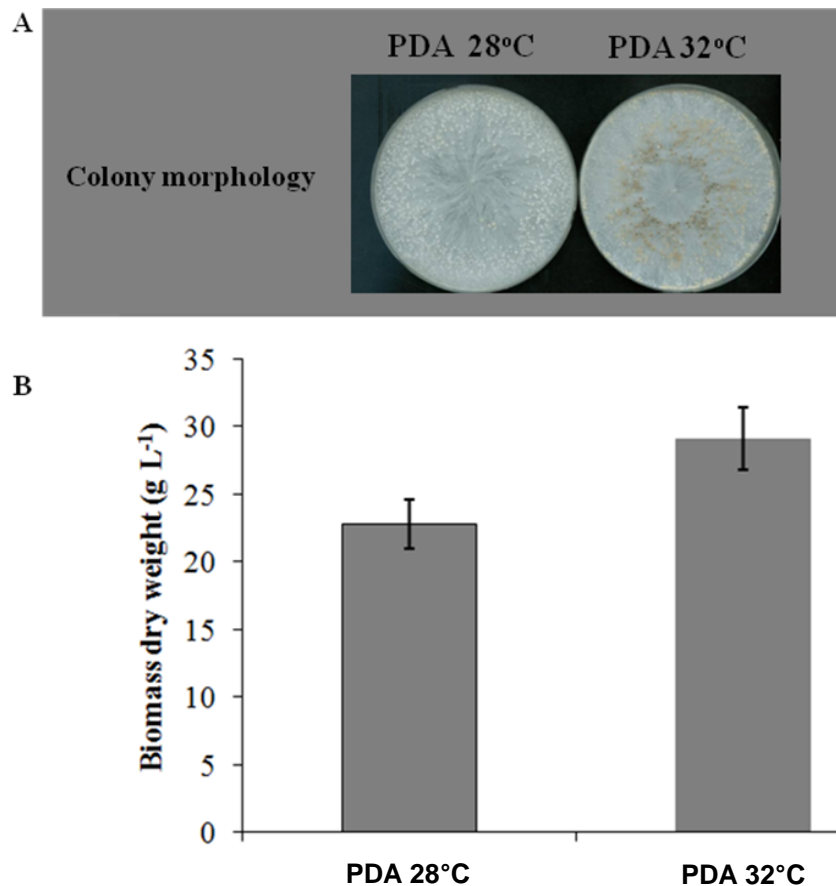 A
PDA 28°C
PDA 32°C
Colony morphology
B
Biomass dry weight (g L⁻¹)
35
30
25
20
15
10
5
0
PDA 28°C
PDA 32°C